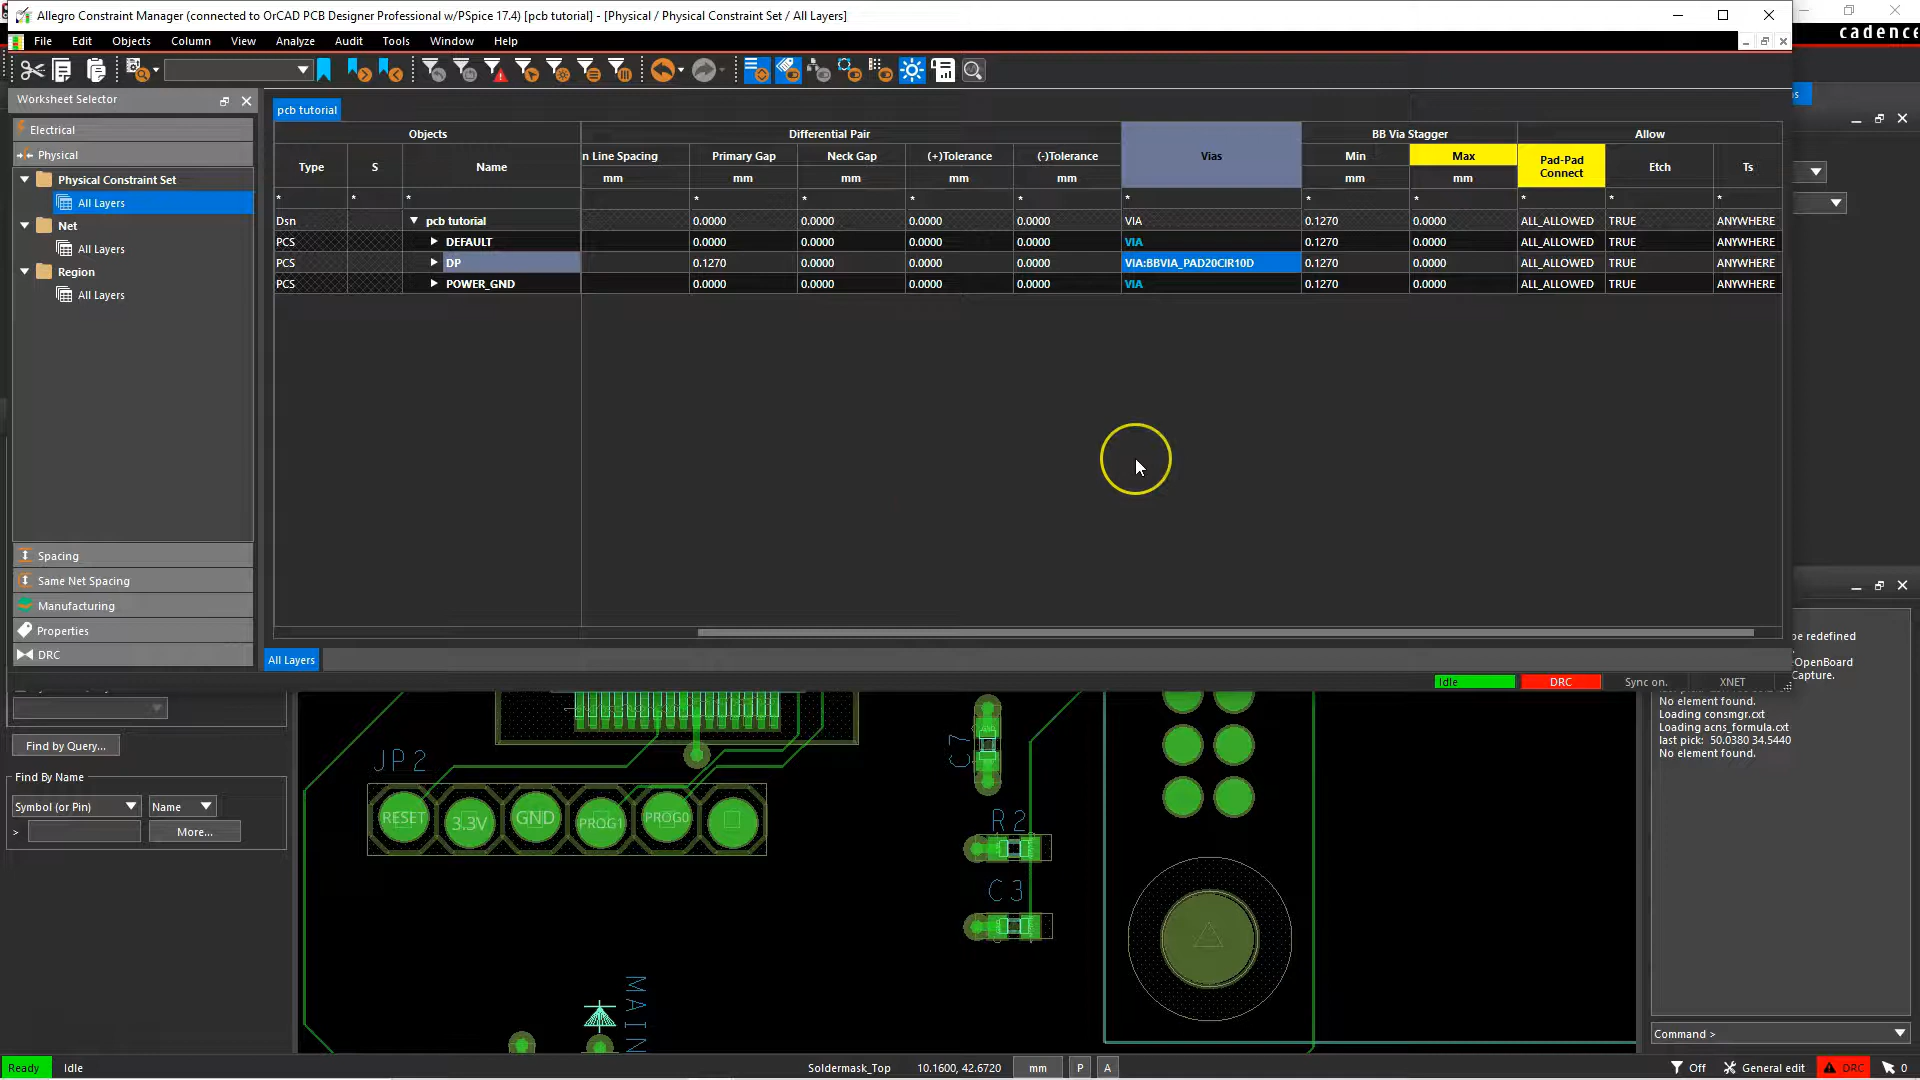 Allegro Constraint Manager (connected to OrCAD PCB Designer Professional w/PSpice 17.4) [pcb tutorial] - [Physical / Physical Constraint Set / All Layers]
cadence
File Edit Objects Column View Analyze Audit Tools Window Help
Worksheet Selector
Electrical
Physical
Physical Constraint Set
All Layers
Net
All Layers
Region
All Layers
Spacing
Same Net Spacing
Manufacturing
Properties
DRC
pcb tutorial
Objects Differential Pair Vias BB Via Stagger Allow
Type S Name n Line Spacing Primary Gap Neck Gap (+)Tolerance (-)Tolerance Min Max Pad-Pad Connect Etch Ts
mm mm mm mm mm mm mm
* * * * * * * * * * * * *
Dsn pcb tutorial 0.0000 0.0000 0.0000 0.0000 VIA 0.1270 0.0000 ALL_ALLOWED TRUE ANYWHERE
PCS DEFAULT 0.0000 0.0000 0.0000 0.0000 VIA 0.1270 0.0000 ALL_ALLOWED TRUE ANYWHERE
PCS DP 0.1270 0.0000 0.0000 0.0000 VIA:BBVIA_PAD20CIR10D 0.1270 0.0000 ALL_ALLOWED TRUE ANYWHERE
PCS POWER_GND 0.0000 0.0000 0.0000 0.0000 VIA 0.1270 0.0000 ALL_ALLOWED TRUE ANYWHERE
All Layers
Idle DRC Sync on. XNET
Find by Query...
Find By Name
Symbol (or Pin) Name
> More...
JP2
RESET 3.3V GND PROG1 PROG0
C7
R2
C3
MAIN
be redefined
OpenBoard
Capture.
No element found.
Loading consmgr.cxt
Loading acns_formula.cxt
last pick: 50.0380 34.5440
No element found.
Command >
Ready Idle Soldermask_Top 10.1600, 42.6720 mm P A Off General edit DRC 0